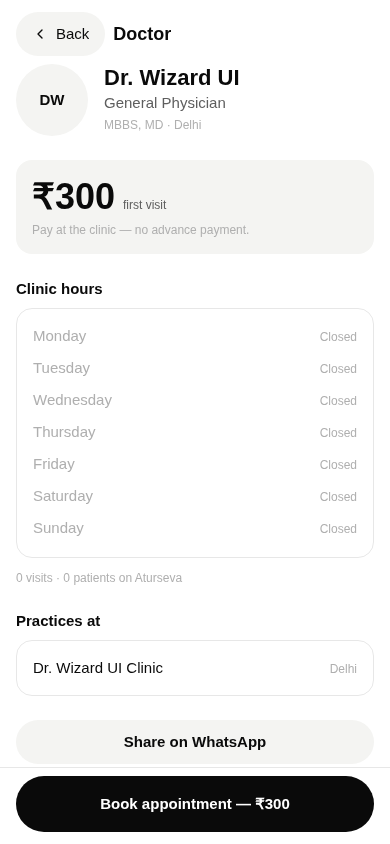 Back Doctor
DW
Dr. Wizard UI
General Physician
MBBS, MD · Delhi
₹300 first visit
Pay at the clinic — no advance payment.
Clinic hours
Monday Closed
Tuesday Closed
Wednesday Closed
Thursday Closed
Friday Closed
Saturday Closed
Sunday Closed
0 visits · 0 patients on Aturseva
Practices at
Dr. Wizard UI Clinic Delhi
Share on WhatsApp
Book appointment — ₹300